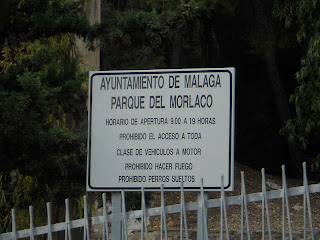 AYUNTAMIENTO DE MALAGA
PARQUE DEL MORLACO
HORARIO DE APERTURA 9.00 A 19 HORAS
PROHIBIDO EL ACCESO A TODA
CLASE DE VEHICULOS A MOTOR
PROHIBIDO HACER FUEGO
PROHIBIDO PERROS SUELTOS